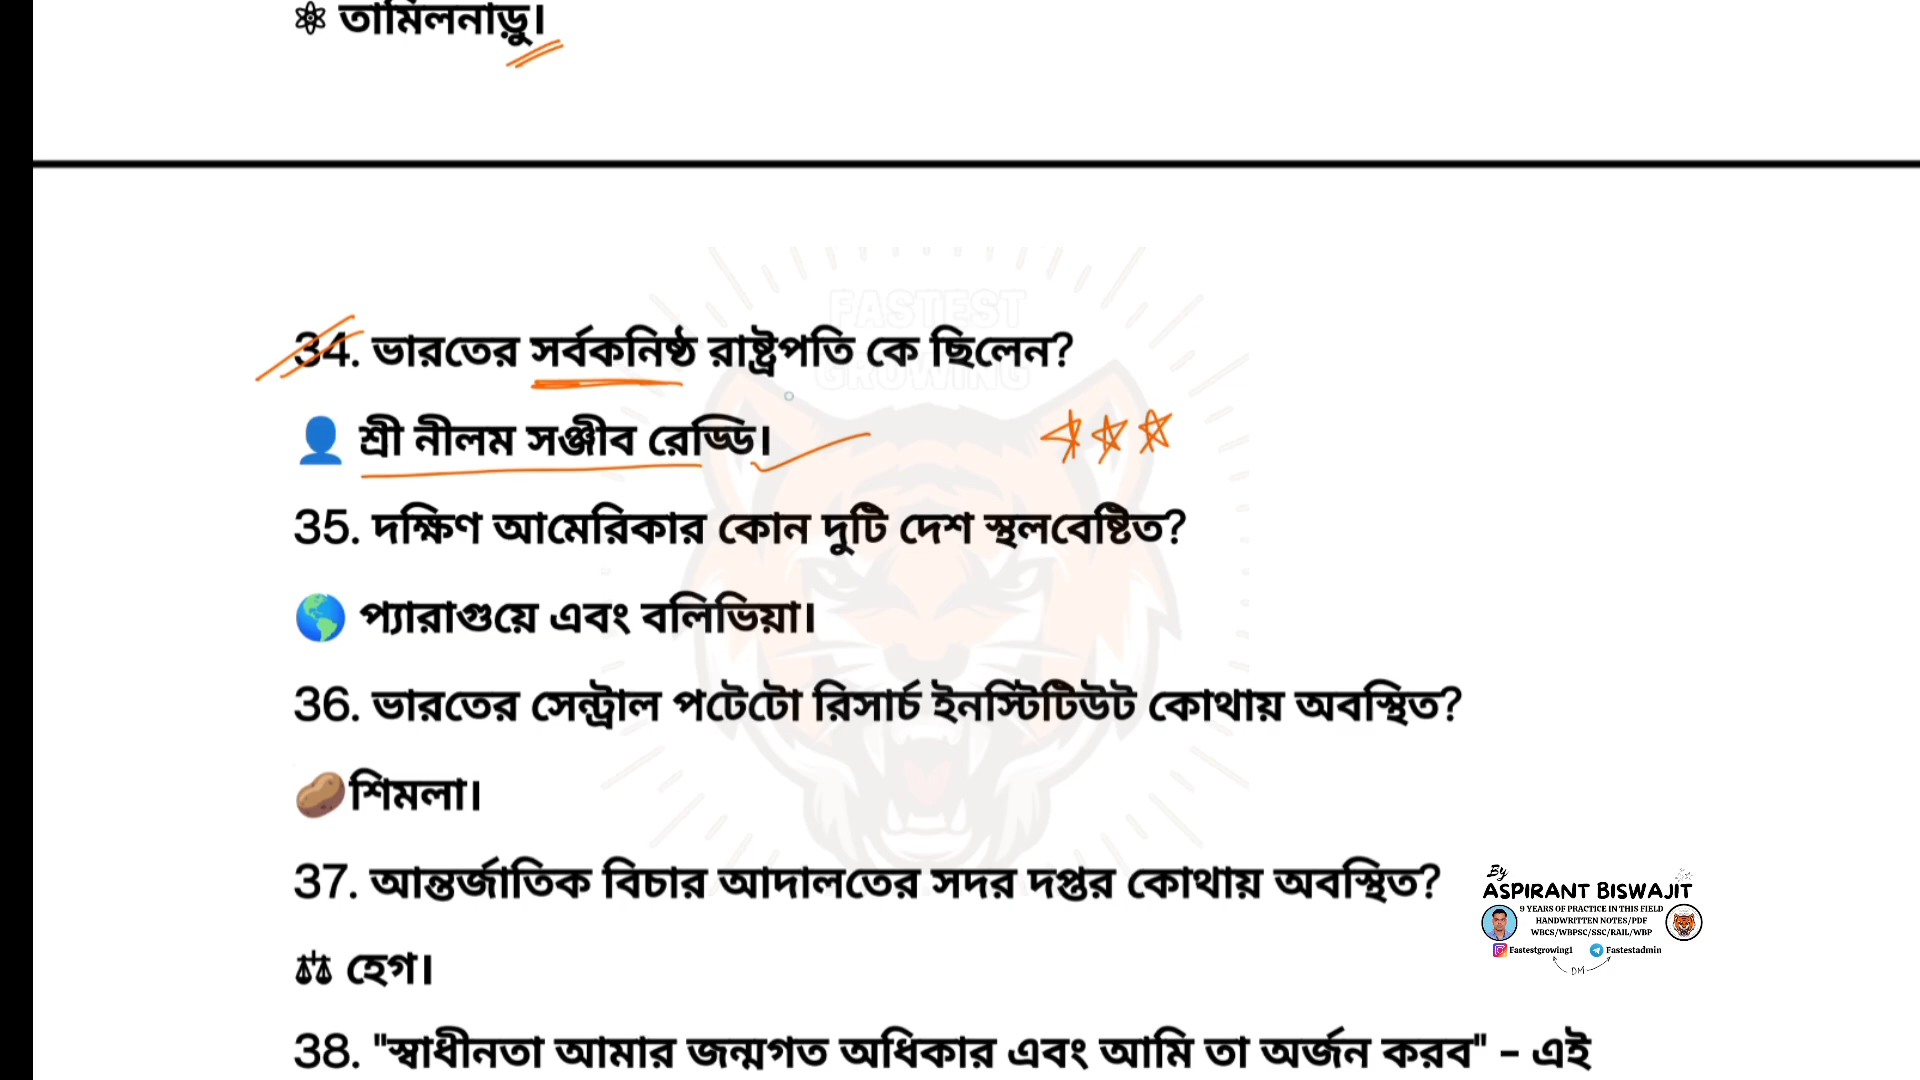 তামিলনাড়ু।
FASTEST
GROWING
34. ভারতের সর্বকনিষ্ঠ রাষ্ট্রপতি কে ছিলেন?
শ্রী নীলম সঞ্জীব রেড্ডি।
35. দক্ষিণ আমেরিকার কোন দুটি দেশ স্থলবেষ্টিত?
প্যারাগুয়ে এবং বলিভিয়া।
36. ভারতের সেন্ট্রাল পটেটো রিসার্চ ইনস্টিটিউট কোথায় অবস্থিত?
শিমলা।
37. আন্তর্জাতিক বিচার আদালতের সদর দপ্তর কোথায় অবস্থিত?
হেগ।
38. "স্বাধীনতা আমার জন্মগত অধিকার এবং আমি তা অর্জন করব" – এই
By
ASPIRANT BISWAJIT
9 YEARS OF PRACTICE IN THIS FIELD
HANDWRITTEN NOTES/PDF
WBCS/WBPSC/SSC/RAIL/WBP
Fastestgrowing1 Fastestadmin
DM